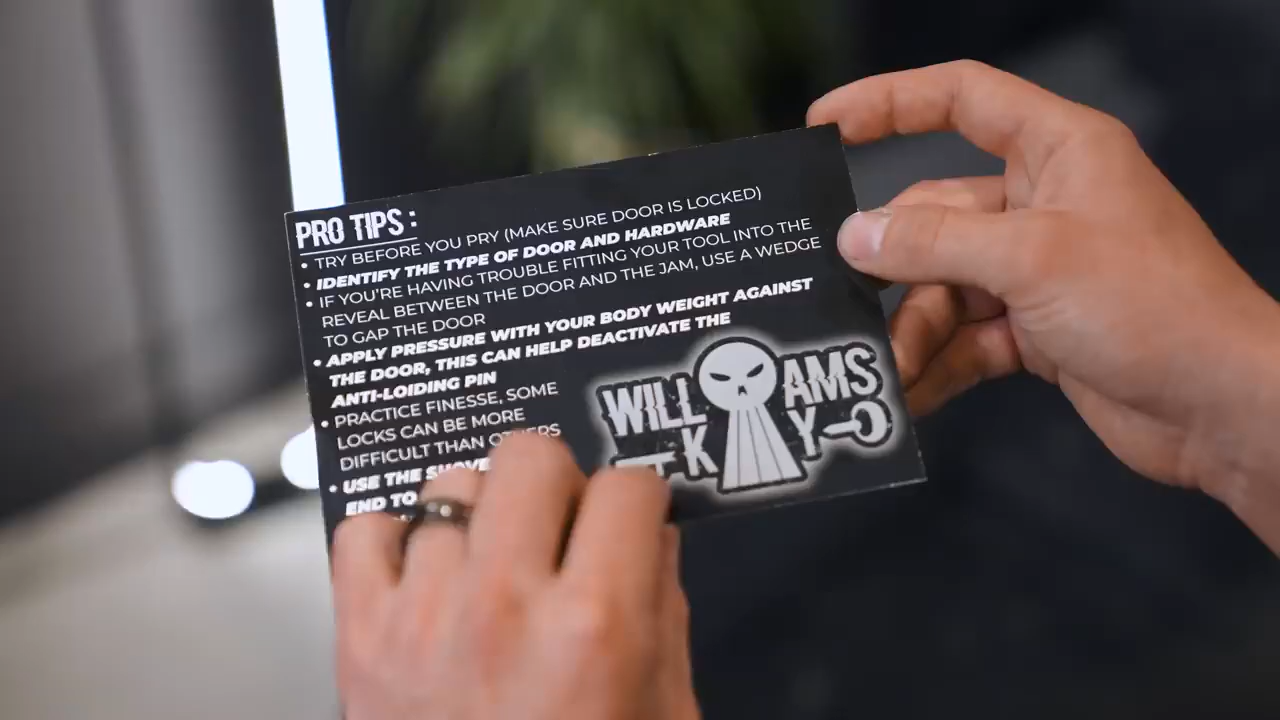 PRO TIPS :
• TRY BEFORE YOU PRY (MAKE SURE DOOR IS LOCKED)
• IDENTIFY THE TYPE OF DOOR AND HARDWARE
• IF YOU'RE HAVING TROUBLE FITTING YOUR TOOL INTO THE
REVEAL BETWEEN THE DOOR AND THE JAM, USE A WEDGE
TO GAP THE DOOR
• APPLY PRESSURE WITH YOUR BODY WEIGHT AGAINST
THE DOOR, THIS CAN HELP DEACTIVATE THE
ANTI-LOIDING PIN
• PRACTICE FINESSE, SOME
LOCKS CAN BE MORE
DIFFICULT THAN OTHERS
• USE THE
END TO
WILLIAMS
KEY